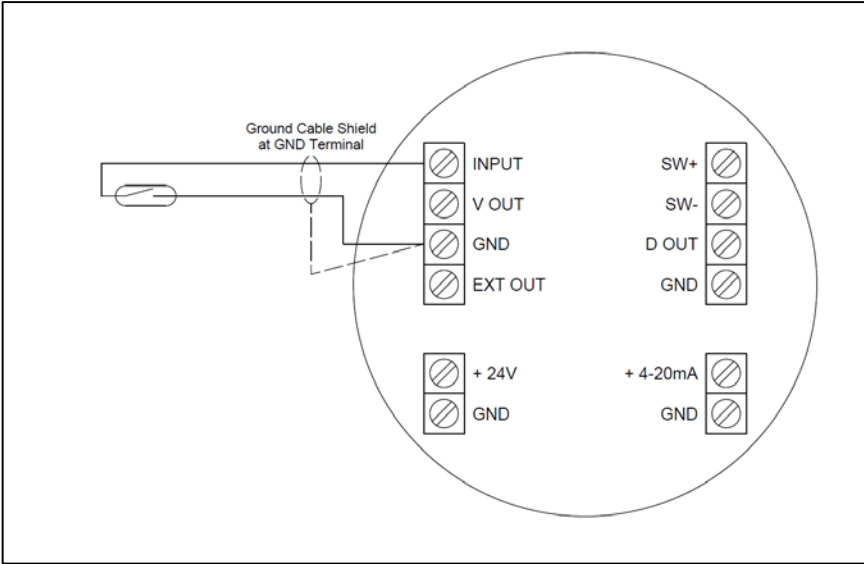 Ground Cable Shield
at GND Terminal
INPUT
V OUT
GND
EXT OUT
+ 24V
GND
SW+
SW-
D OUT
GND
+ 4-20mA
GND